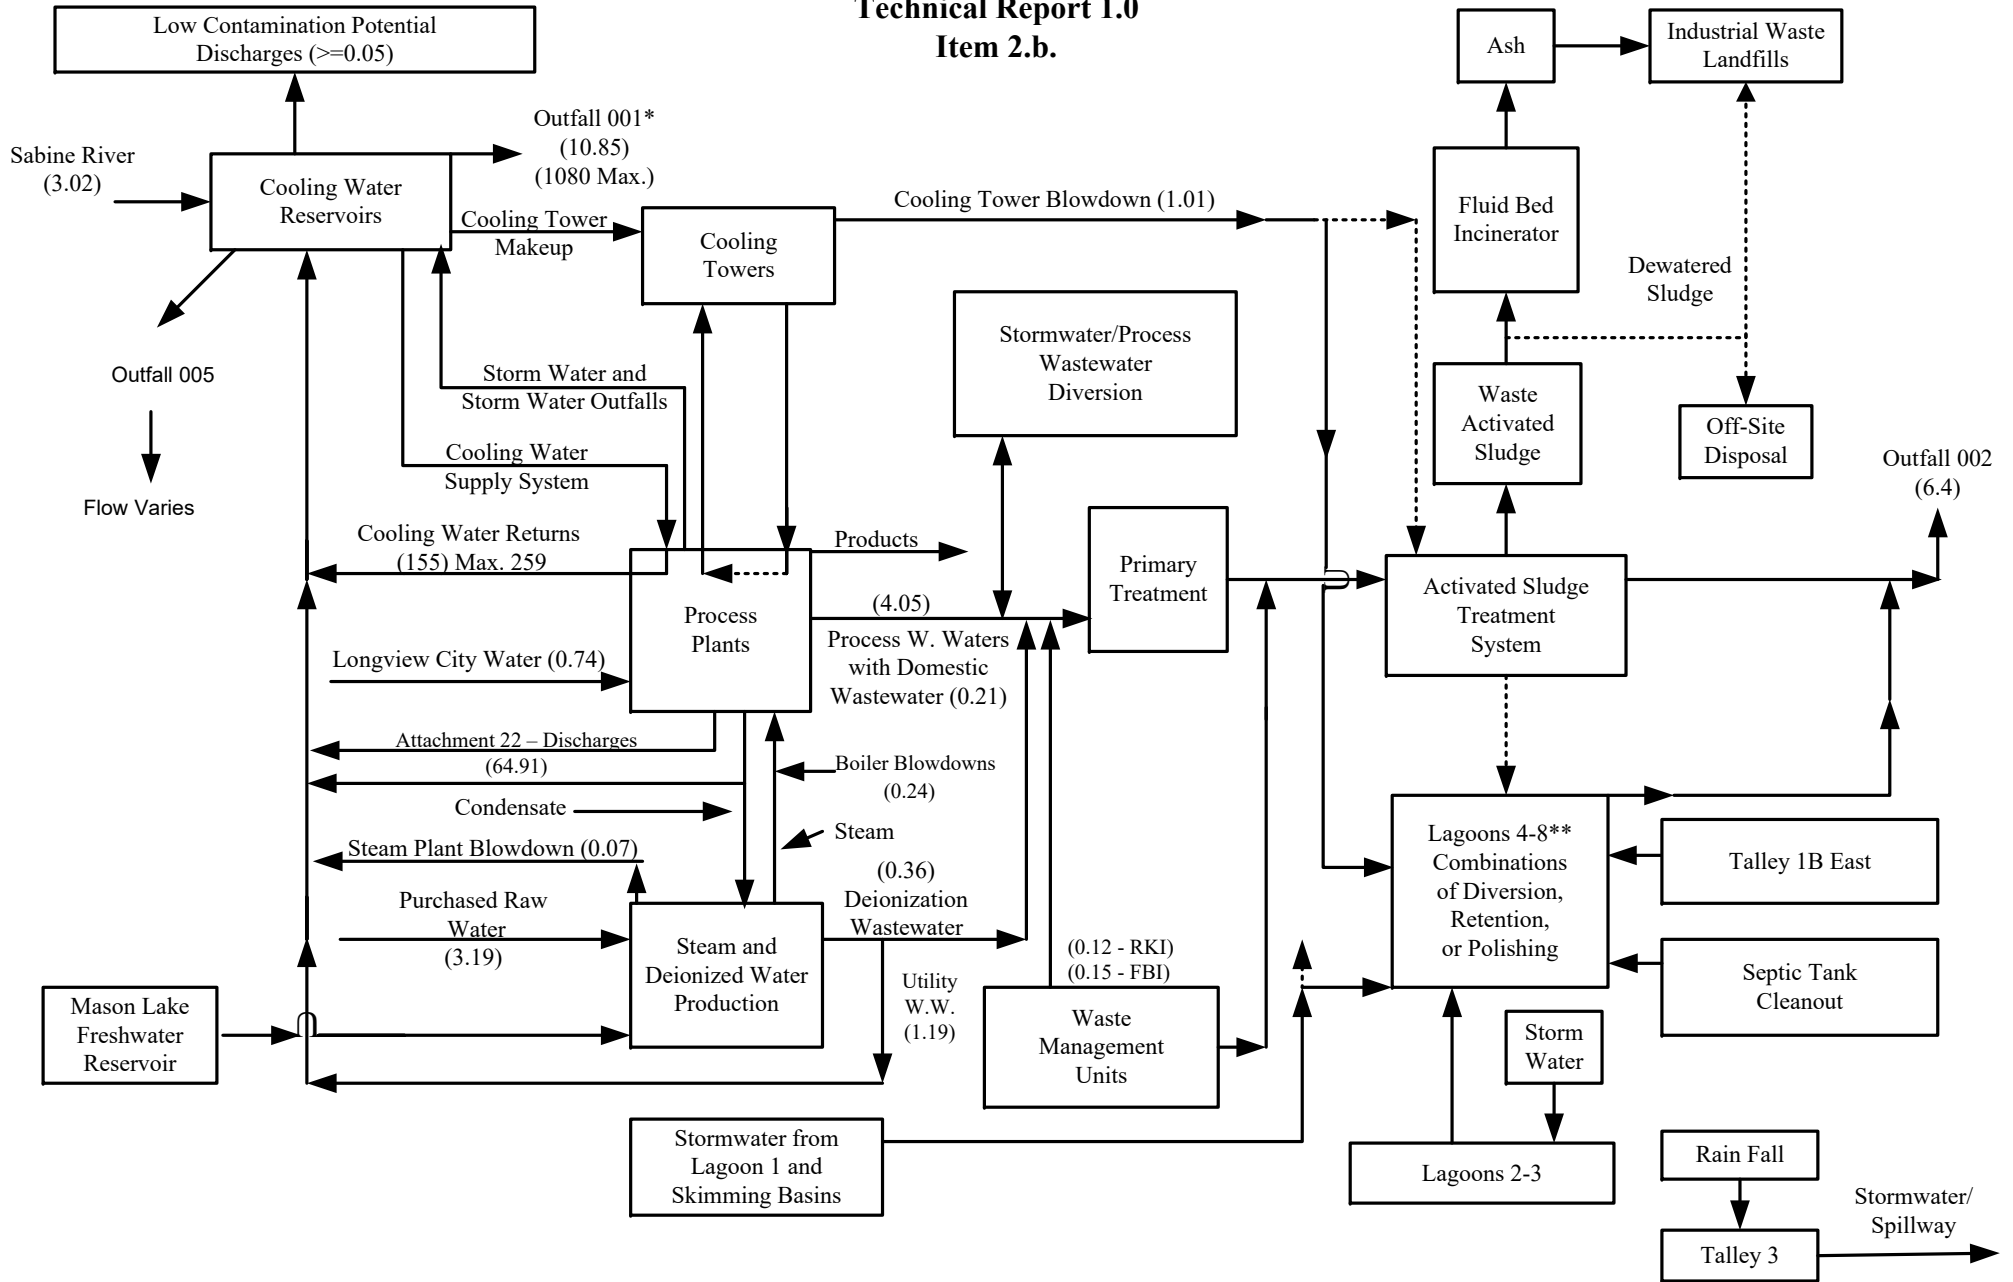 Technical Report 1.0
Item 2.b.
Low Contamination Potential
Discharges (>=0.05)
Ash
Industrial Waste
Landfills
Sabine River
(3.02)
Cooling Water
Reservoirs
Outfall 001*
(10.85)
(1080 Max.)
Cooling Tower
Makeup
Cooling
Towers
Cooling Tower Blowdown (1.01)
Fluid Bed
Incinerator
Dewatered
Sludge
Outfall 005
Flow Varies
Storm Water and
Storm Water Outfalls
Cooling Water
Supply System
Stormwater/Process
Wastewater
Diversion
Waste
Activated
Sludge
Off-Site
Disposal
Outfall 002
(6.4)
Cooling Water Returns
(155) Max. 259
Products
Process
Plants
(4.05)
Process W. Waters
with Domestic
Wastewater (0.21)
Primary
Treatment
Activated Sludge
Treatment
System
Longview City Water (0.74)
Attachment 22 – Discharges
(64.91)
Boiler Blowdowns
(0.24)
Condensate
Steam
Steam Plant Blowdown (0.07)
(0.36)
Deionization
Wastewater
Lagoons 4-8**
Combinations
of Diversion,
Retention,
or Polishing
Talley 1B East
Purchased Raw
Water
(3.19)
Steam and
Deionized Water
Production
Utility
W.W.
(1.19)
(0.12 - RKI)
(0.15 - FBI)
Septic Tank
Cleanout
Mason Lake
Freshwater
Reservoir
Waste
Management
Units
Storm
Water
Stormwater from
Lagoon 1 and
Skimming Basins
Lagoons 2-3
Rain Fall
Talley 3
Stormwater/
Spillway